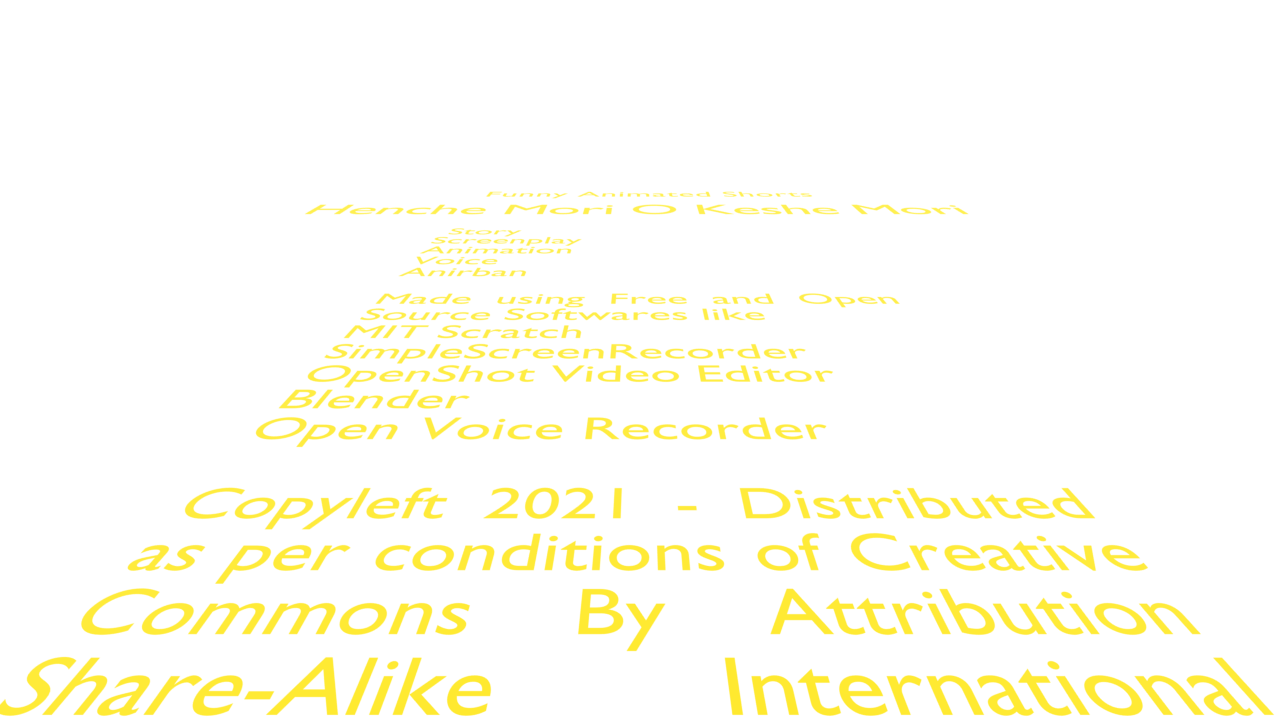 Funny Animated Shorts
Henche Mori O Keshe Mori
Story
Screenplay
Animation
Voice
Anirban
Made using Free and Open
Source Softwares like
MIT Scratch
SimpleScreenRecorder
OpenShot Video Editor
Blender
Open Voice Recorder
Copyleft 2021 - Distributed
as per conditions of Creative
Commons By Attribution
Share-Alike International